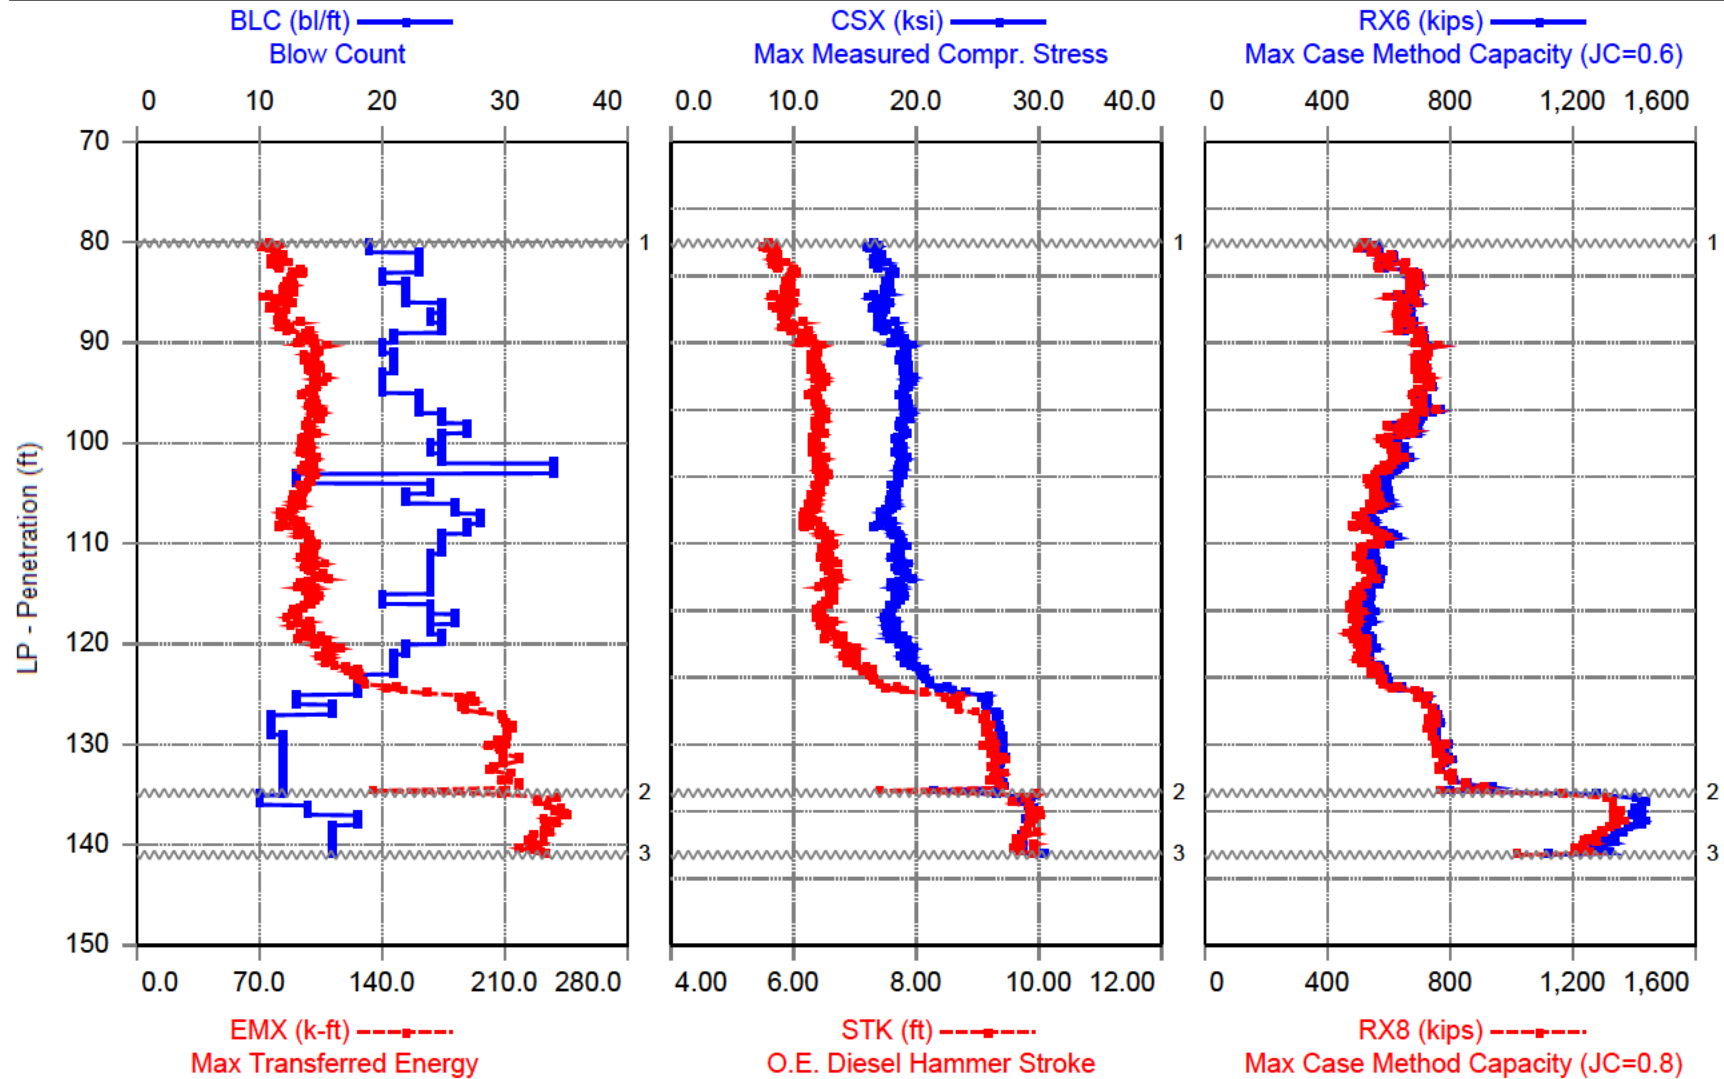 BLC (bl/ft)
Blow Count
CSX (ksi)
Max Measured Compr. Stress
RX6 (kips)
Max Case Method Capacity (JC=0.6)
0 10 20 30 40
0.0 10.0 20.0 30.0 40.0
0 400 800 1,200 1,600
70
80
90
100
110
120
130
140
150
LP - Penetration (ft)
1
2
3
1
2
3
1
2
3
0.0 70.0 140.0 210.0 280.0
4.00 6.00 8.00 10.00 12.00
0 400 800 1,200 1,600
EMX (k-ft)
Max Transferred Energy
STK (ft)
O.E. Diesel Hammer Stroke
RX8 (kips)
Max Case Method Capacity (JC=0.8)